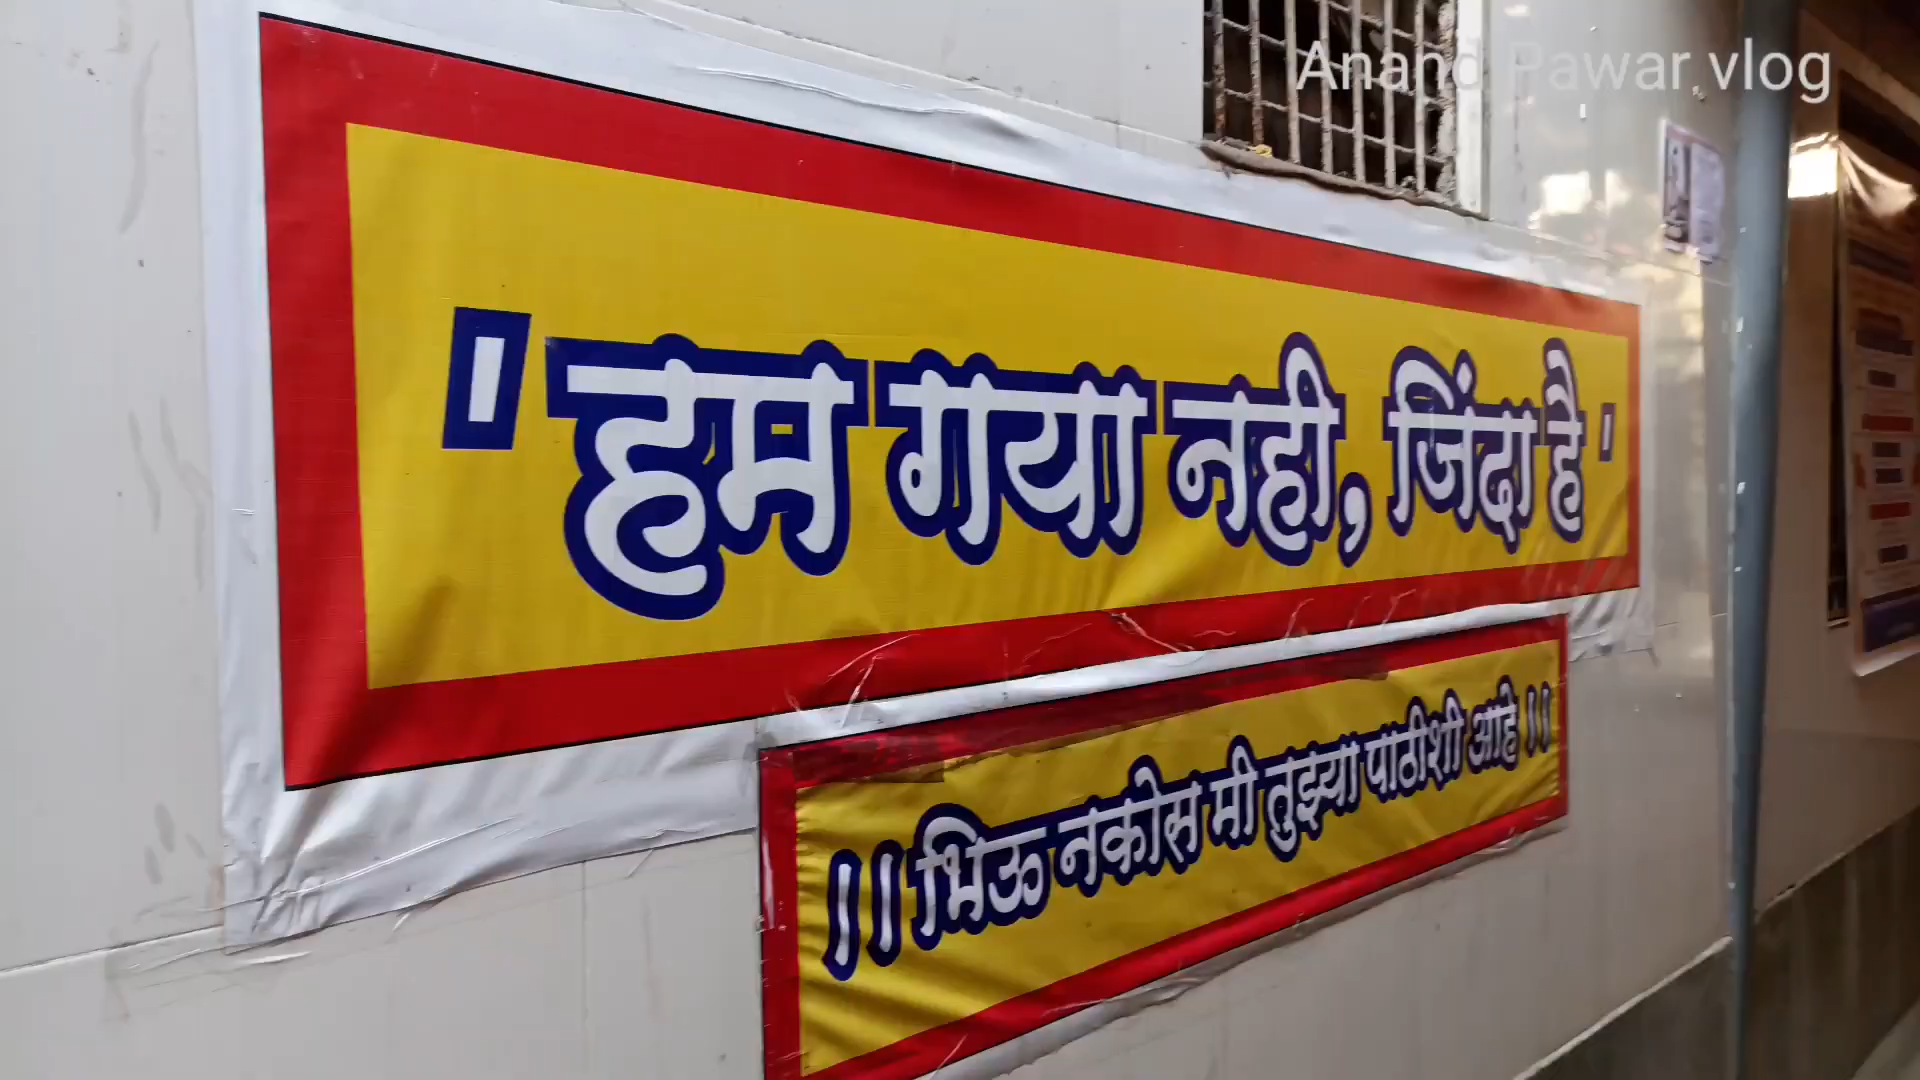 Anand Pawar vlog
' हम गया नही, जिंदा है '
।। भिऊ नकोस मी तुझ्या पाठीशी आहे ।।